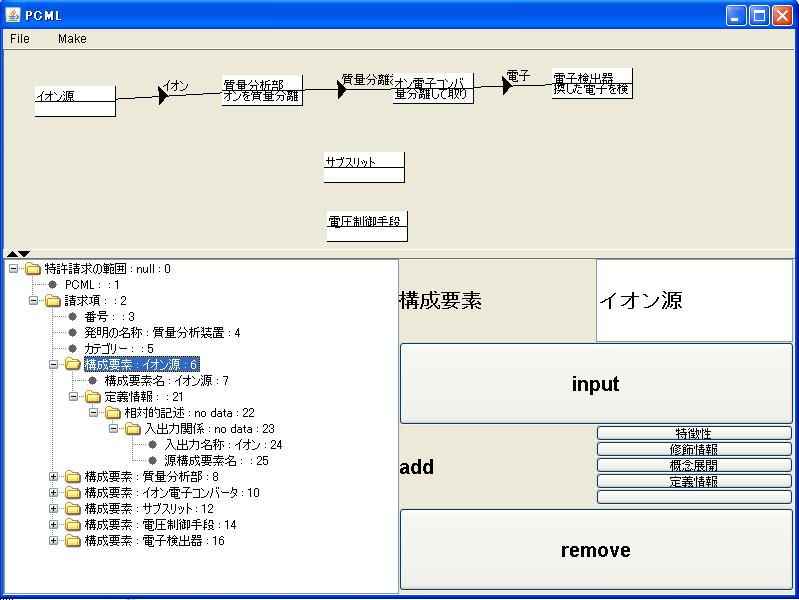 PCML
File Make
イオン源
イオン
質量分析部
オンを質量分離
質量分離
オン電子コンバ
量分離して取り
電子
電子検出器
換した電子を検
サブスリット
電圧制御手段
特許請求の範囲 : null : 0
PCML : : 1
請求項 : : 2
番号 : : 3
発明の名称 : 質量分析装置 : 4
カテゴリー : : 5
構成要素 : イオン源 : 6
構成要素名 : イオン源 : 7
定義情報 : : 21
相対的記述 : no data : 22
入出力関係 : no data : 23
入出力名称 : イオン : 24
源構成要素名 : : 25
構成要素 : 質量分析部 : 8
構成要素 : イオン電子コンバータ : 10
構成要素 : サブスリット : 12
構成要素 : 電圧制御手段 : 14
構成要素 : 電子検出器 : 16
構成要素
イオン源
input
add
特徴性
修飾情報
概念展開
定義情報
remove